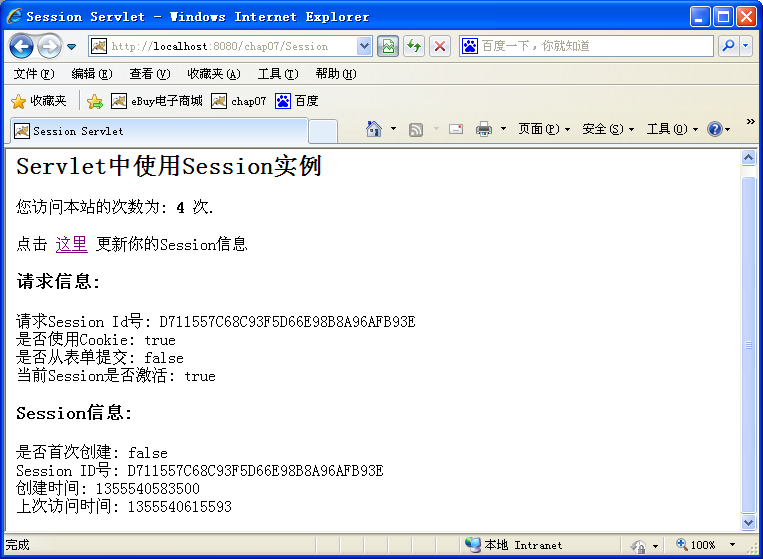 Session Servlet - Windows Internet Explorer
http://localhost:8080/chap07/Session 百度一下，你就知道
文件(F) 编辑(E) 查看(V) 收藏夹(A) 工具(T) 帮助(H)
收藏夹 eBuy电子商城 chap07 百度
Session Servlet 页面(P) 安全(S) 工具(O) »
Servlet中使用Session实例
您访问本站的次数为: 4 次.
点击 这里 更新你的Session信息
请求信息:
请求Session Id号: D711557C68C93F5D66E98B8A96AFB93E
是否使用Cookie: true
是否从表单提交: false
当前Session是否激活: true
Session信息:
是否首次创建: false
Session ID号: D711557C68C93F5D66E98B8A96AFB93E
创建时间: 1355540583500
上次访问时间: 1355540615593
完成 本地 Intranet 100%